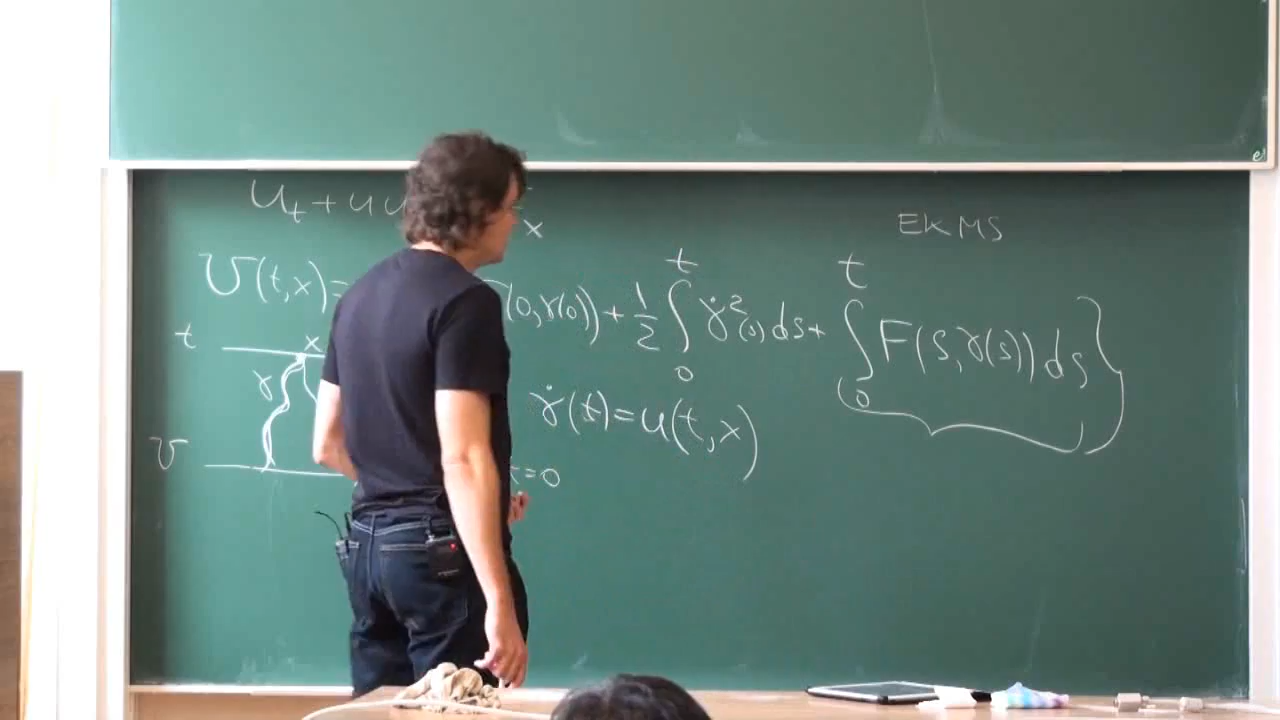 EKMS
U_t + u u x
U(t,x) = (0,γ(0)) + 1/2 ∫_0^t γ̇²(s) ds + ∫_0^t F(s,γ(s)) ds }
t x
γ γ̇(t) = u(t,x)
U t=0